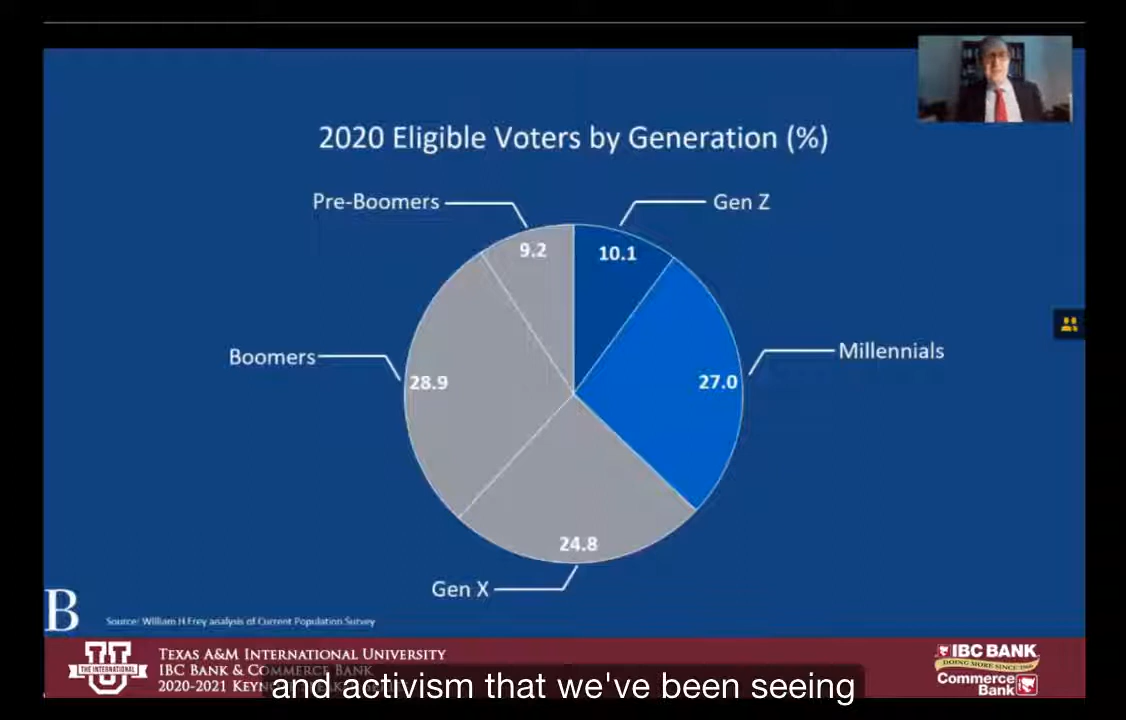 2020 Eligible Voters by Generation (%)
Pre-Boomers
Gen Z
9.2
10.1
Boomers
28.9
27.0
Millennials
24.8
Gen X
B
Source: William H Frey analysis of Current Population Survey
THE INTERNATIONAL
TEXAS A&M INTERNATIONAL UNIVERSITY
IBC BANK & COMMERCE BANK
2020-2021
and activism that we've been seeing
IBC BANK
DOING MORE SINCE 1966
Commerce
Bank